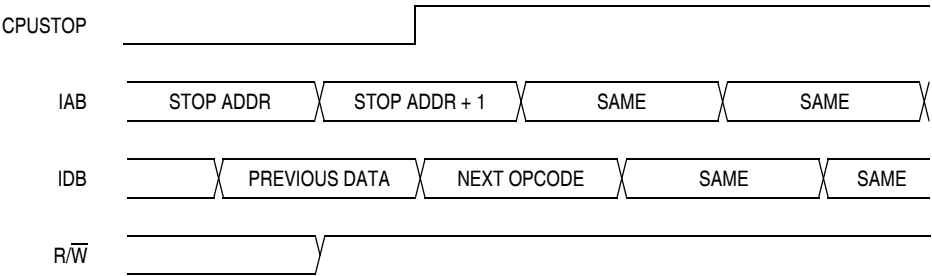 CPUSTOP
IAB STOP ADDR STOP ADDR + 1 SAME SAME
IDB PREVIOUS DATA NEXT OPCODE SAME SAME
R/W̅